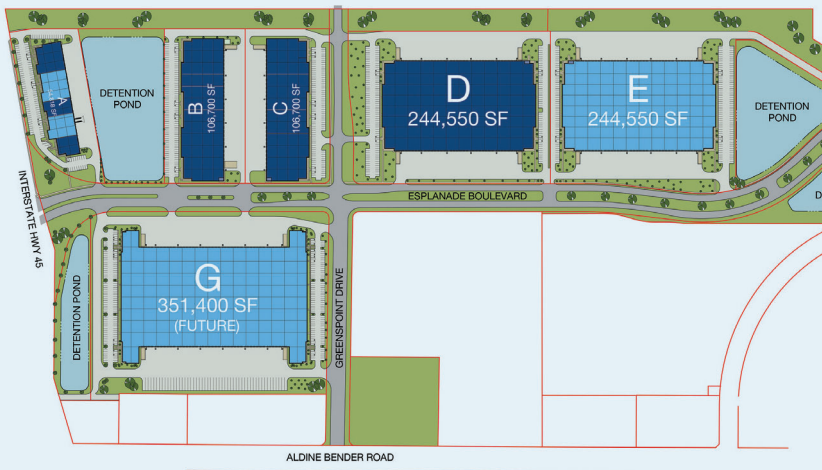 A
DETENTION
POND
B
106,700 SF
C
106,700 SF
D
244,550 SF
E
244,550 SF
DETENTION
POND
INTERSTATE HWY 45
ESPLANADE BOULEVARD
D
DETENTION POND
G
351,400 SF
(FUTURE)
GREENSPOINT DRIVE
ALDINE BENDER ROAD